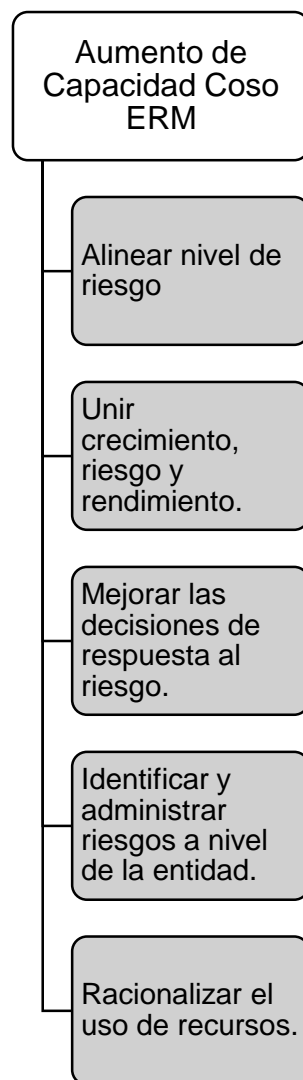 Aumento de
Capacidad Coso
ERM
Alinear nivel de
riesgo
Unir
crecimiento,
riesgo y
rendimiento.
Mejorar las
decisiones de
respuesta al
riesgo.
Identificar y
administrar
riesgos a nivel
de la entidad.
Racionalizar el
uso de recursos.